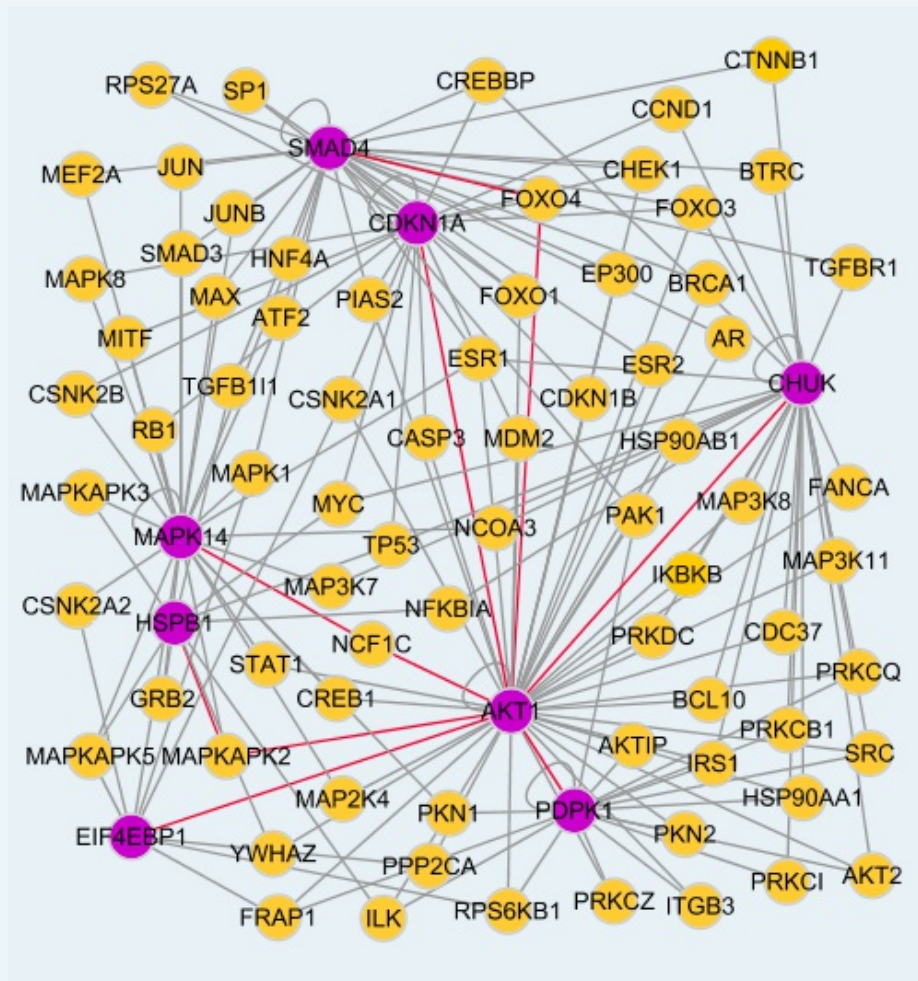 CTNNB1
RPS27A
SP1
CREBBP
CCND1
SMAD4
MEF2A
JUN
CHEK1
BTRC
FOXO4
JUNB
CDKN1A
FOXO3
SMAD3
HNF4A
MAPK8
MAX
PIAS2
FOXO1
EP300
BRCA1
TGFBR1
MITF
ATF2
AR
ESR1
ESR2
CSNK2B
TGFB1I1
CSNK2A1
CDKN1B
CHUK
RB1
CASP3
MDM2
HSP90AB1
MAPKAPK3
MAPK1
MYC
MAP3K8
FANCA
MAPK14
TP53
NCOA3
PAK1
MAP3K11
MAP3K7
IKBKB
CSNK2A2
HSPB1
NFKBIA
NCF1C
PRKDC
CDC37
STAT1
PRKCQ
GRB2
CREB1
AKT1
BCL10
PRKCB1
MAPKAPK5
MAPKAPK2
AKTIP
IRS1
SRC
MAP2K4
PKN1
PDPK1
HSP90AA1
EIF4EBP1
YWHAZ
PPP2CA
PKN2
PRKCI
AKT2
FRAP1
ILK
RPS6KB1
PRKCZ
ITGB3